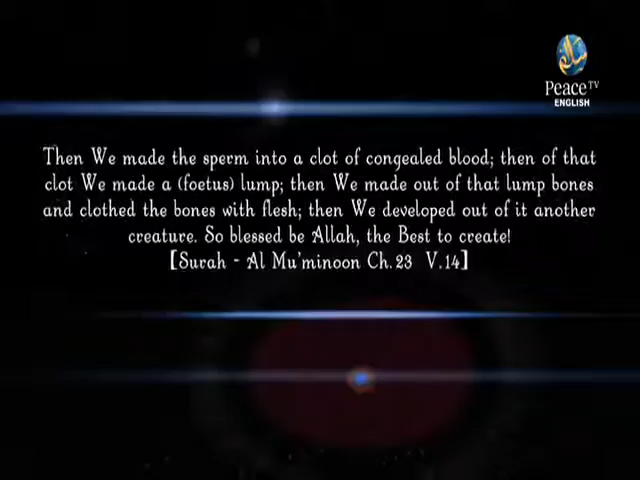 سلام
Peace TV
ENGLISH
Then We made the sperm into a clot of congealed blood; then of that
clot We made a (foetus) lump; then We made out of that lump bones
and clothed the bones with flesh; then We developed out of it another
creature. So blessed be Allah, the Best to create!
[Surah - Al Mu'minoon Ch.23 V.14]